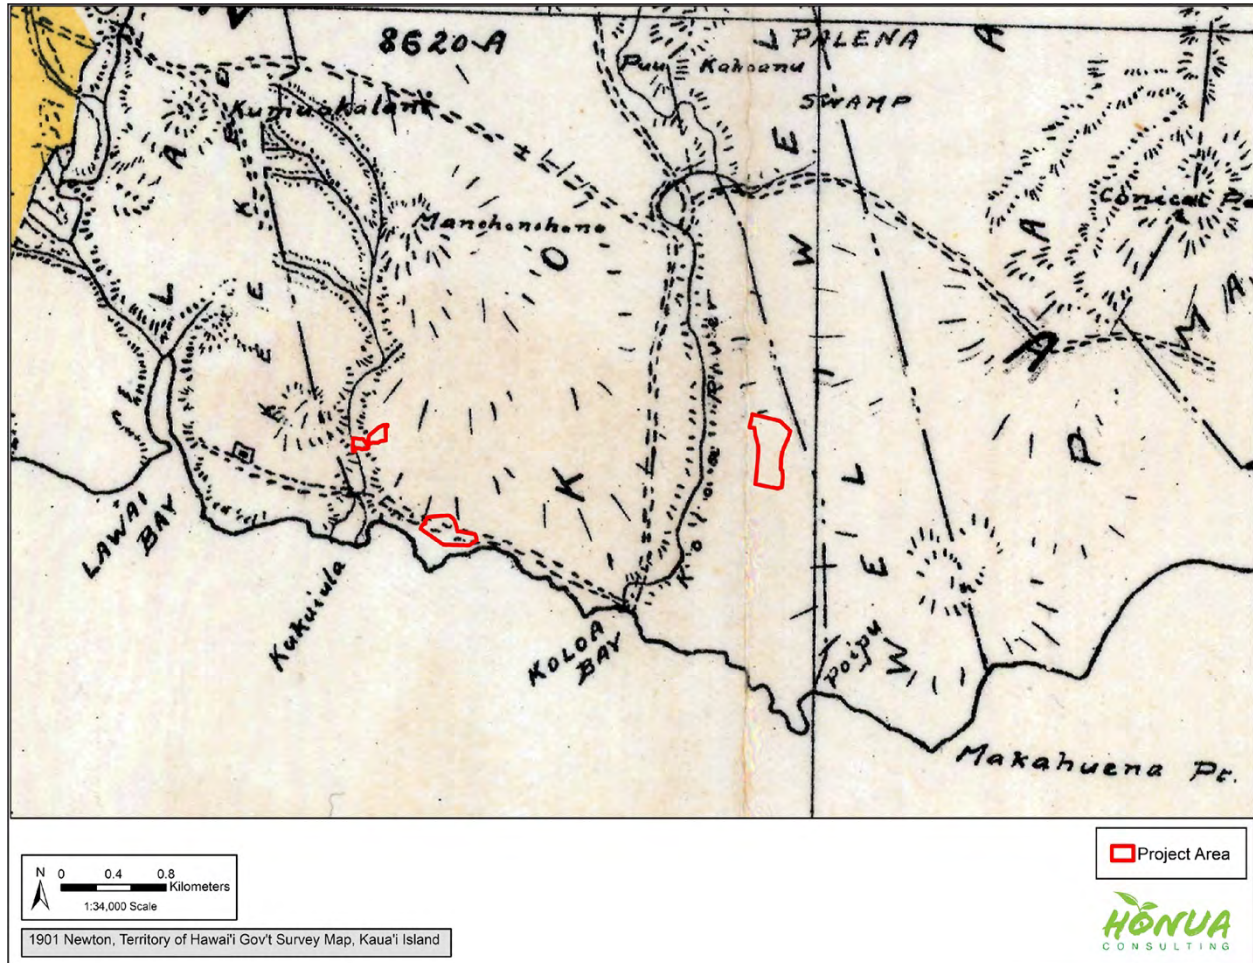 8620-A
PALENA
A
Puu Kahoanu
SWAMP
Kumuokalani
Manohonohono
L A
K E E K E E
L
E
W
I
L
I
W
A
A
P
A
O
K
Koloa River
LAWAI
BAY
Kukuiula
KOLOA
BAY
Poipu
Makahuena Pt.
Project Area
N 0 0.4 0.8
Kilometers
1:34,000 Scale
1901 Newton, Territory of Hawai'i Gov't Survey Map, Kaua'i Island
HONUA
CONSULTING